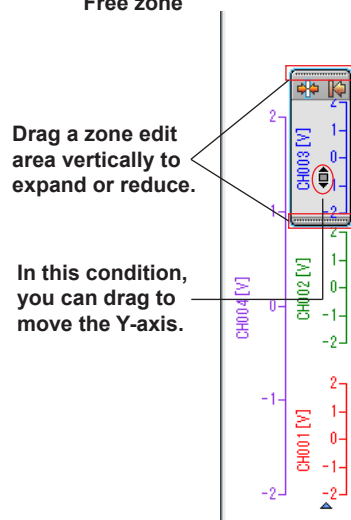 Free zone
Drag a zone edit
area vertically to
expand or reduce.
In this condition,
you can drag to
move the Y-axis.
CH004 [V]
2
1
0
-1
-2
CH003 [V]
2
1
0
-1
-2
CH002 [V]
2
1
0
-1
-2
CH001 [V]
2
1
0
-1
-2